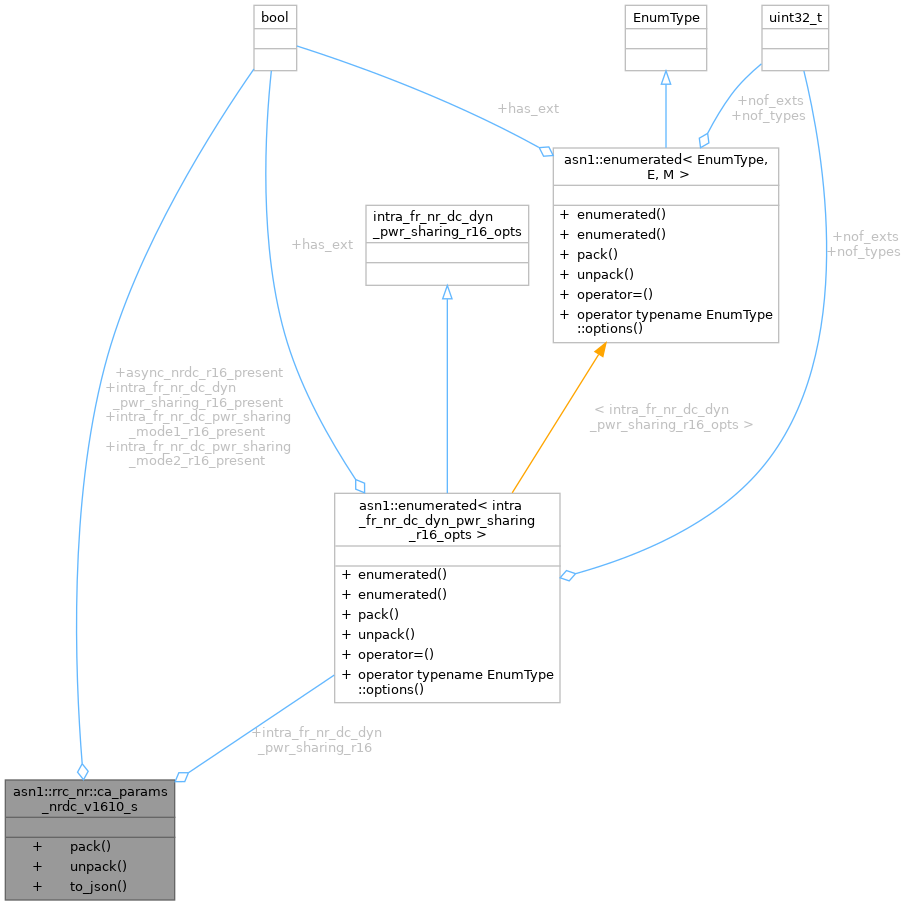 bool
EnumType
uint32_t
+has_ext
+nof_exts
+nof_types
asn1::enumerated< EnumType,
E, M >
+ enumerated()
+ enumerated()
+ pack()
+ unpack()
+ operator=()
+ operator typename EnumType
::options()
intra_fr_nr_dc_dyn
_pwr_sharing_r16_opts
+has_ext
+nof_exts
+nof_types
+async_nrdc_r16_present
+intra_fr_nr_dc_dyn
_pwr_sharing_r16_present
+intra_fr_nr_dc_pwr_sharing
_mode1_r16_present
+intra_fr_nr_dc_pwr_sharing
_mode2_r16_present
< intra_fr_nr_dc_dyn
_pwr_sharing_r16_opts >
asn1::enumerated< intra
_fr_nr_dc_dyn_pwr_sharing
_r16_opts >
+ enumerated()
+ enumerated()
+ pack()
+ unpack()
+ operator=()
+ operator typename EnumType
::options()
+intra_fr_nr_dc_dyn
_pwr_sharing_r16
asn1::rrc_nr::ca_params
_nrdc_v1610_s
+ pack()
+ unpack()
+ to_json()